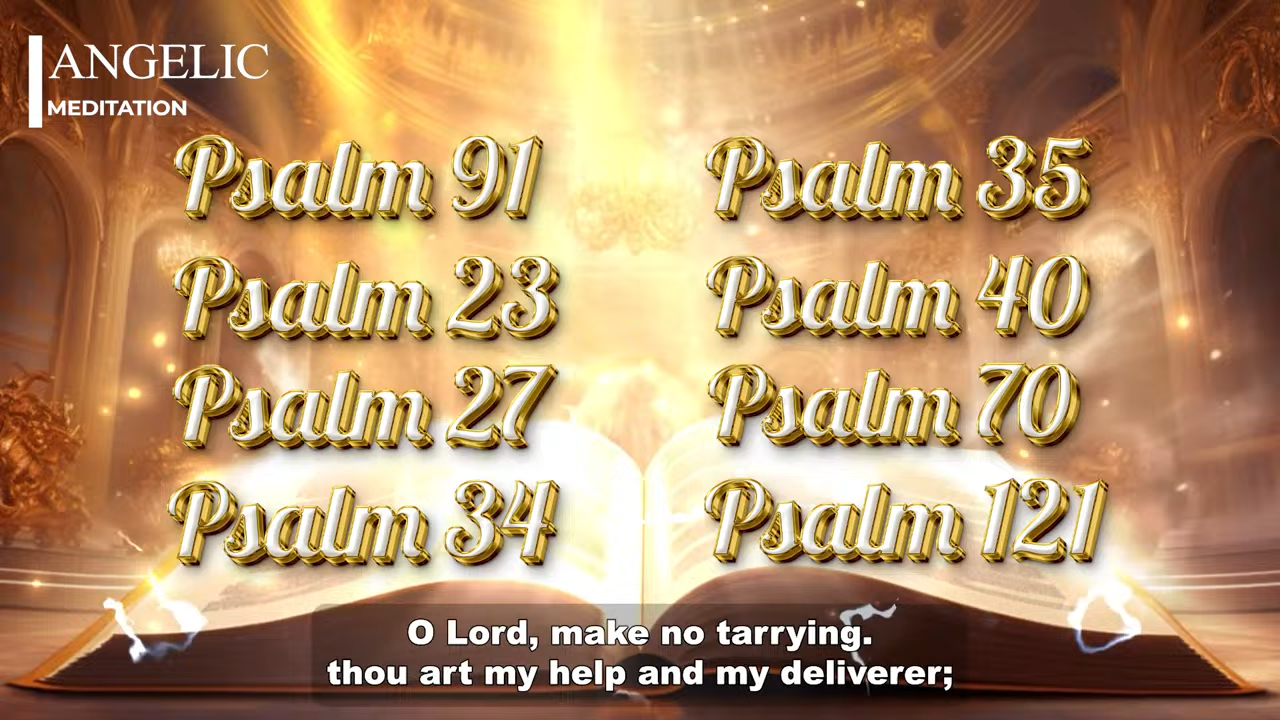 ANGELIC
MEDITATION
Psalm 91
Psalm 23
Psalm 27
Psalm 34
Psalm 35
Psalm 40
Psalm 70
Psalm 121
O Lord, make no tarrying.
thou art my help and my deliverer;